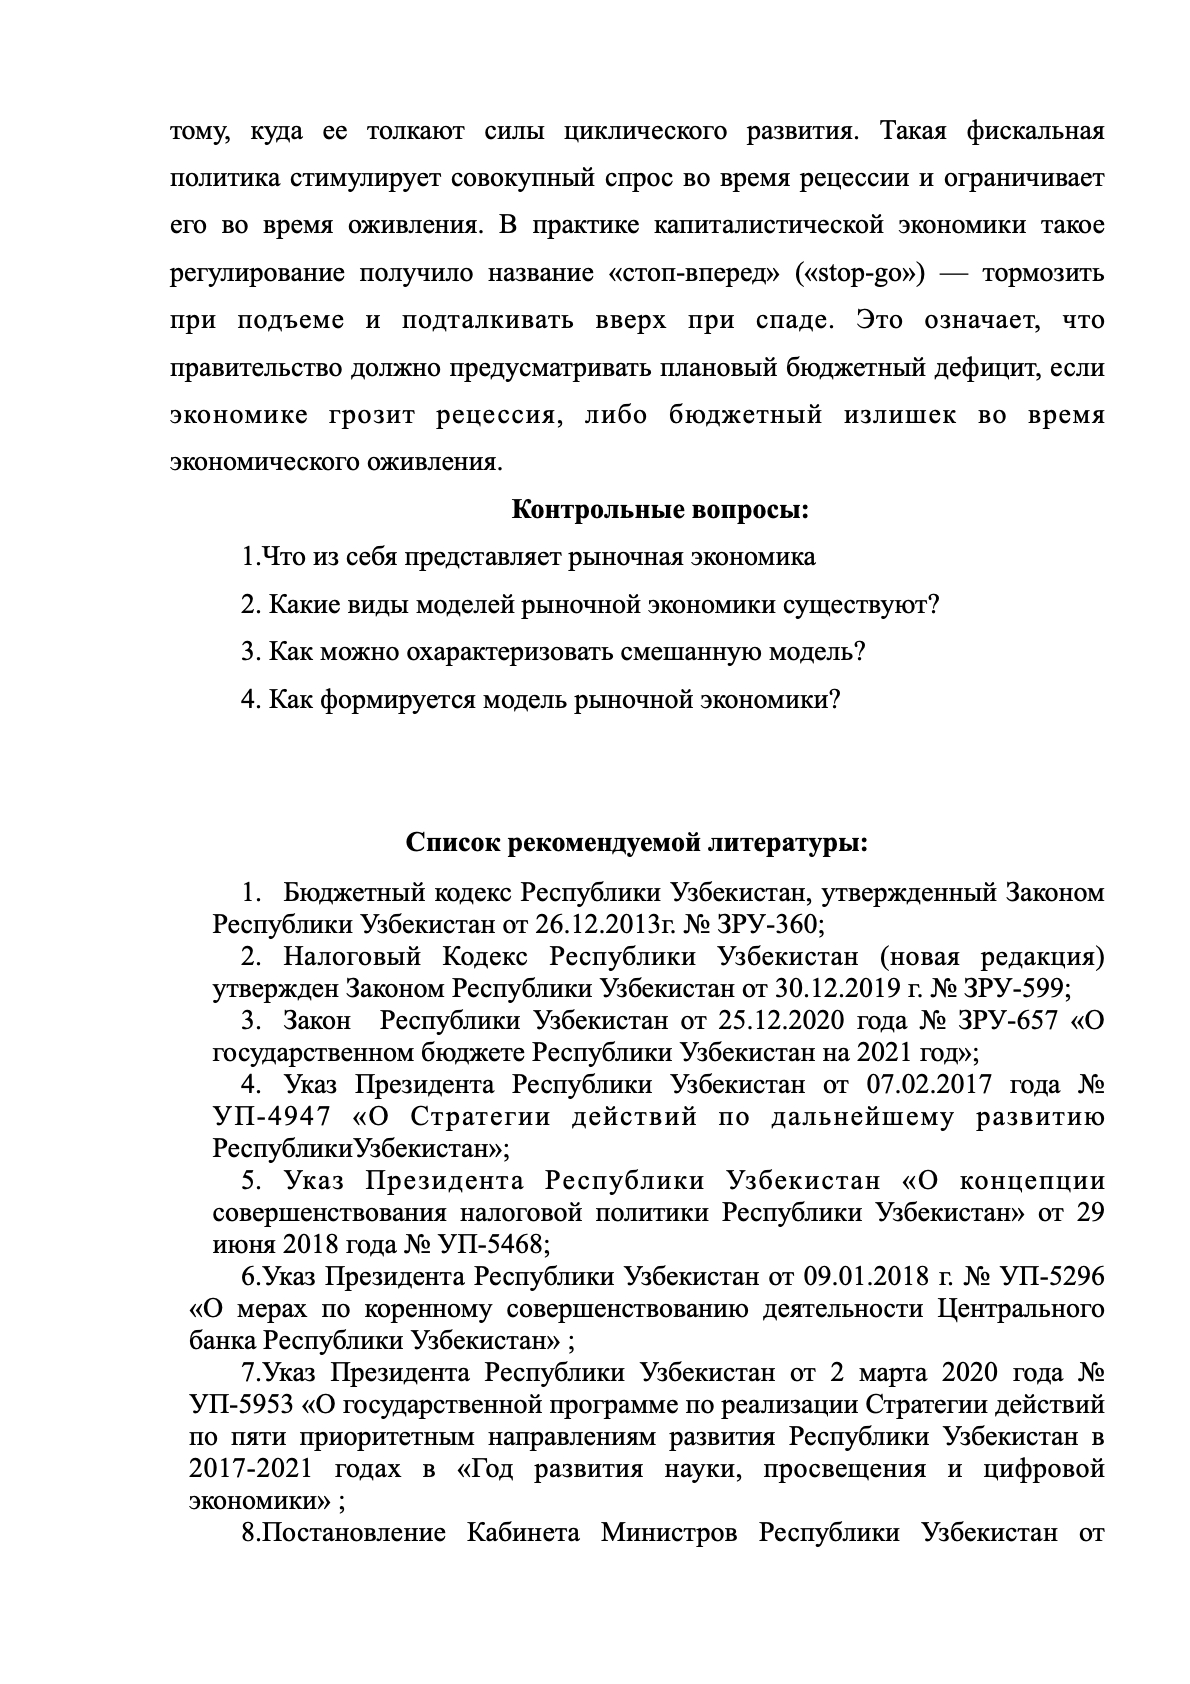 тому, куда ее толкают силы циклического развития. Такая фискальная
политика стимулирует совокупный спрос во время рецессии и ограничивает
его во время оживления. В практике капиталистической экономики такое
регулирование получило название «стоп-вперед» («stop-go») — тормозить
при подъеме и подталкивать вверх при спаде. Это означает, что
правительство должно предусматривать плановый бюджетный дефицит, если
экономике грозит рецессия, либо бюджетный излишек во время
экономического оживления.
Контрольные вопросы:
1.Что из себя представляет рыночная экономика
2. Какие виды моделей рыночной экономики существуют?
3. Как можно охарактеризовать смешанную модель?
4. Как формируется модель рыночной экономики?
Список рекомендуемой литературы:
1. Бюджетный кодекс Республики Узбекистан, утвержденный Законом
Республики Узбекистан от 26.12.2013г. № ЗРУ-360;
2. Налоговый Кодекс Республики Узбекистан (новая редакция)
утвержден Законом Республики Узбекистан от 30.12.2019 г. № ЗРУ-599;
3. Закон Республики Узбекистан от 25.12.2020 года № ЗРУ-657 «О
государственном бюджете Республики Узбекистан на 2021 год»;
4. Указ Президента Республики Узбекистан от 07.02.2017 года №
УП-4947 «О Стратегии действий по дальнейшему развитию
РеспубликиУзбекистан»;
5. Указ Президента Республики Узбекистан «О концепции
совершенствования налоговой политики Республики Узбекистан» от 29
июня 2018 года № УП-5468;
6.Указ Президента Республики Узбекистан от 09.01.2018 г. № УП-5296
«О мерах по коренному совершенствованию деятельности Центрального
банка Республики Узбекистан» ;
7.Указ Президента Республики Узбекистан от 2 марта 2020 года №
УП-5953 «О государственной программе по реализации Стратегии действий
по пяти приоритетным направлениям развития Республики Узбекистан в
2017-2021 годах в «Год развития науки, просвещения и цифровой
экономики» ;
8.Постановление Кабинета Министров Республики Узбекистан от